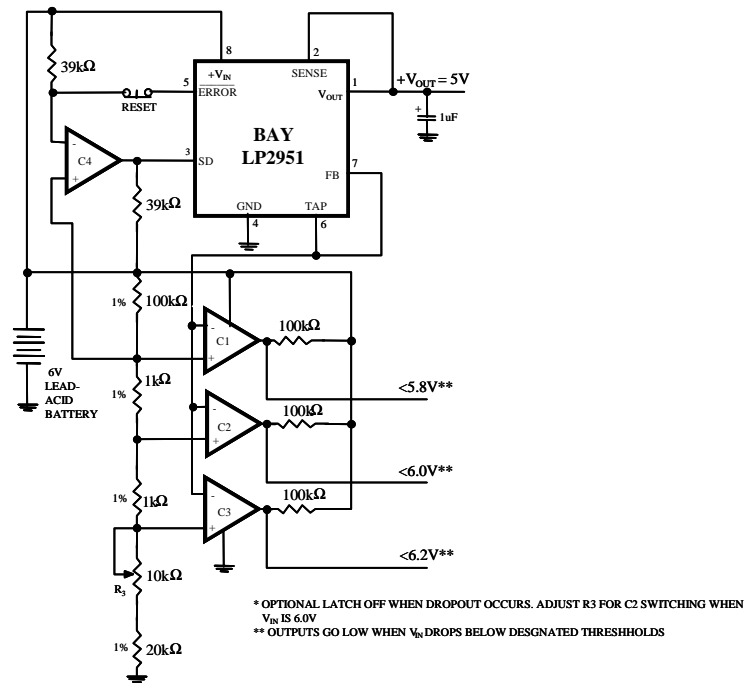 8
2
39kΩ
+VIN
SENSE
+VOUT = 5V
5
ERROR
1
VOUT
RESET
+
1uF
BAY
LP2951
-
C4
+
3
SD
7
FB
39kΩ
GND
TAP
4
6
1%
100kΩ
-
C1
+
100kΩ
6V
LEAD-
ACID
BATTERY
1%
1kΩ
<5.8V**
-
C2
+
100kΩ
<6.0V**
1%
1kΩ
-
C3
+
100kΩ
<6.2V**
R3
10kΩ
* OPTIONAL LATCH OFF WHEN DROPOUT OCCURS. ADJUST R3 FOR C2 SWITCHING WHEN
VIN IS 6.0V
** OUTPUTS GO LOW WHEN VIN DROPS BELOW DESGNATED THRESHHOLDS
1%
20kΩ